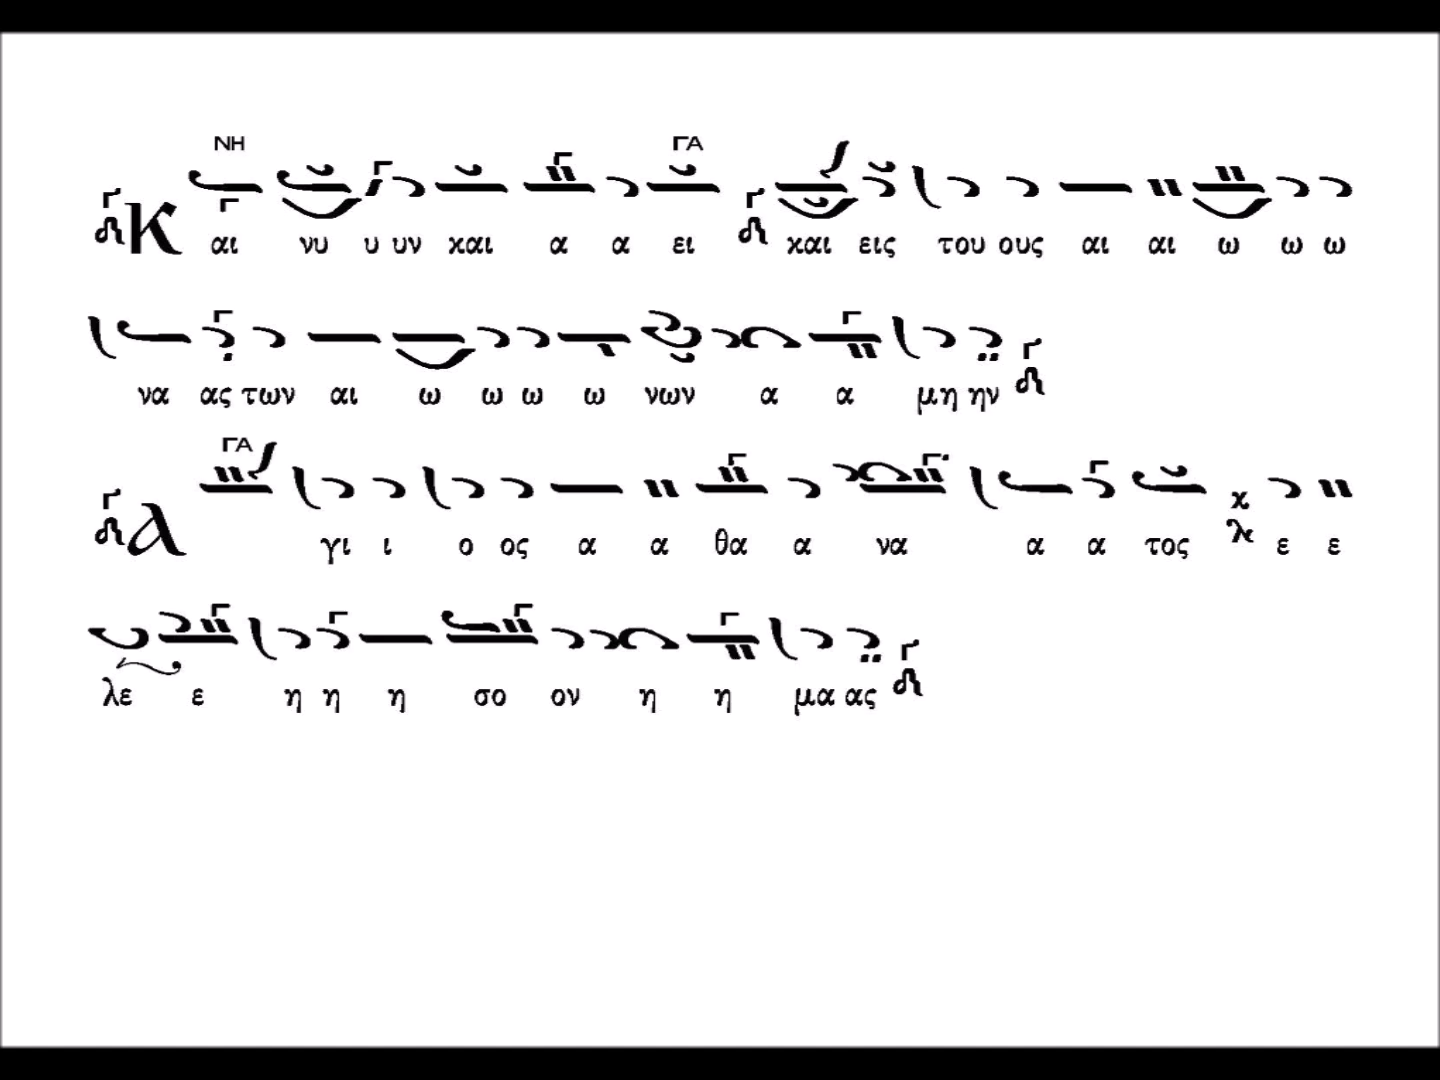 ΝΗ ΓΑ
Και νυ υ υν και α α ει και εις του ους αι αι ω ω ω
να ας των αι ω ω ω ω νων α α μη ην
ΓΑ
Α γι ι ο ος α α θα α να α α τος ε ε
λε ε η η η σο ον η η μα ας